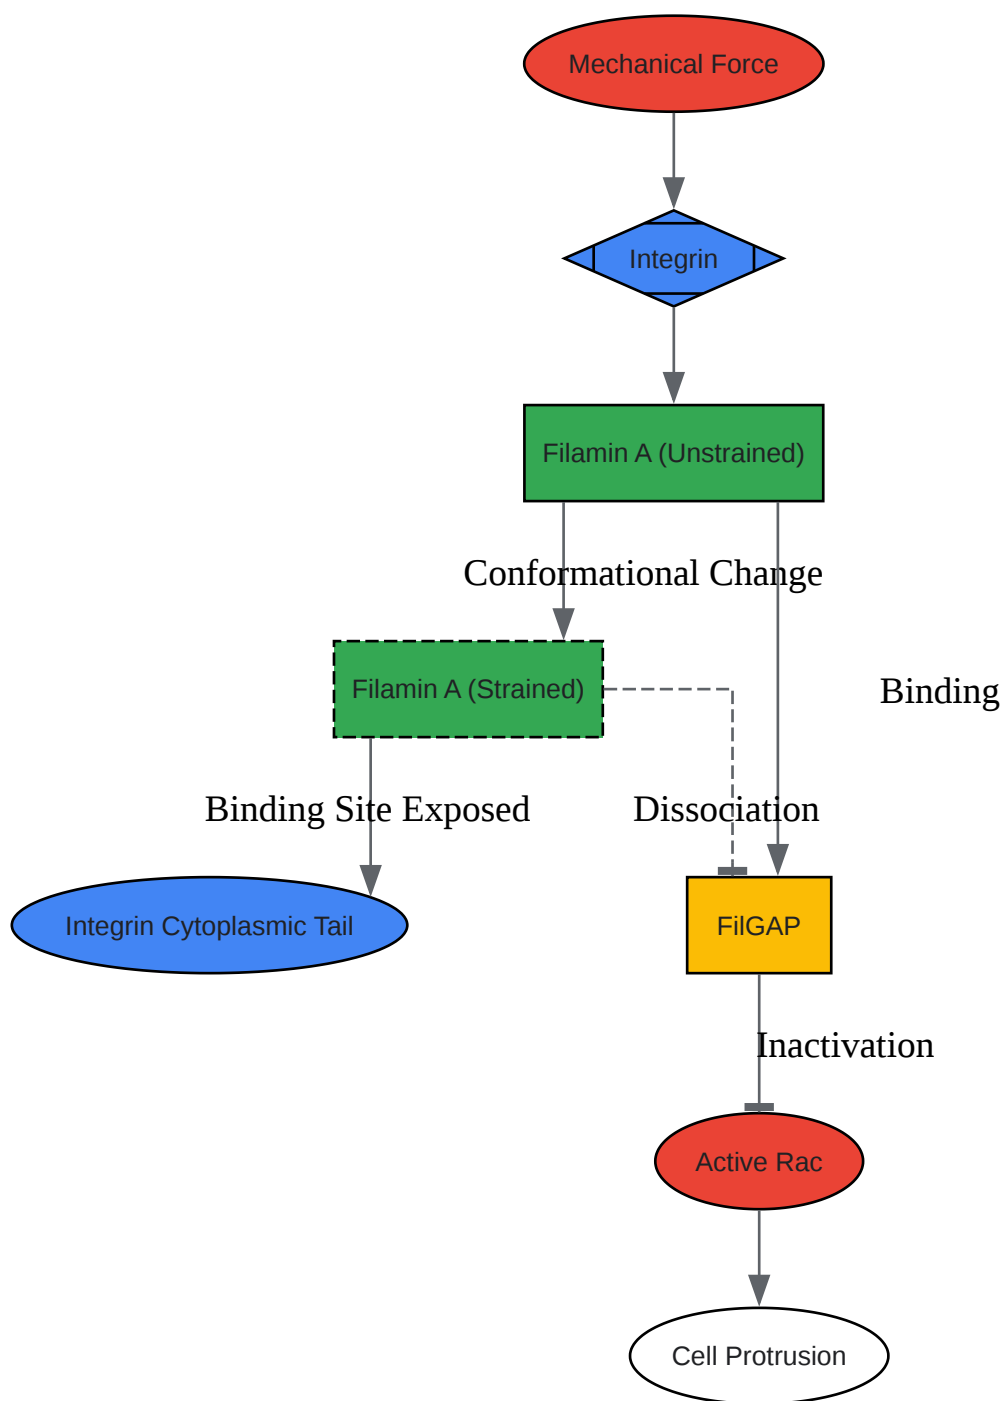 Mechanical Force
Integrin
Filamin A (Unstrained)
Conformational Change
Filamin A (Strained)
Binding
Binding Site Exposed
Dissociation
Integrin Cytoplasmic Tail
FilGAP
Inactivation
Active Rac
Cell Protrusion